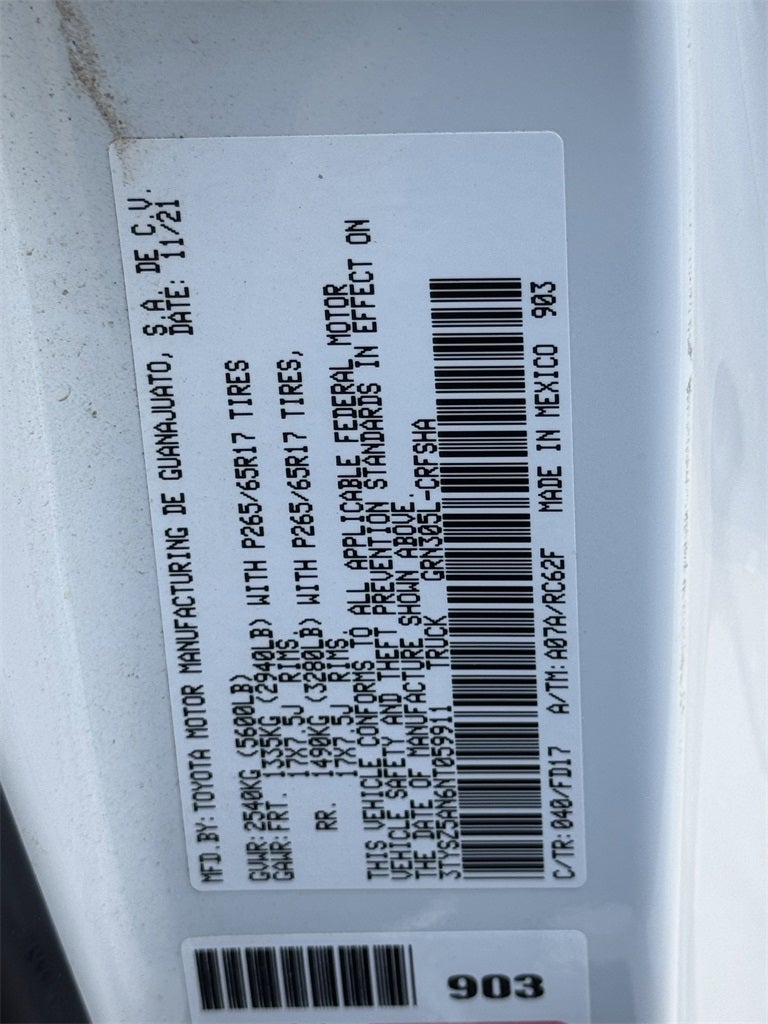 MFD.BY: TOYOTA MOTOR MANUFACTURING DE GUANAJUATO, S.A. DE C.V.
DATE: 11/21
GVWR: 2540KG (5600LB)
GAWR: FRT. 1335KG (2940LB) WITH P265/65R17 TIRES
17X7.5J RIMS,
RR. 1490KG (3280LB) WITH P265/65R17 TIRES,
17X7.5J RIMS.
THIS VEHICLE CONFORMS TO ALL APPLICABLE FEDERAL MOTOR
VEHICLE SAFETY AND THEFT PREVENTION STANDARDS IN EFFECT ON
THE DATE OF MANUFACTURE SHOWN ABOVE.
3TYSZ5AN6NT059911 TRUCK GRN305L-CRFSHA
C/TR: 040/FD17 A/TM: A07A/RC62F MADE IN MEXICO 903
903